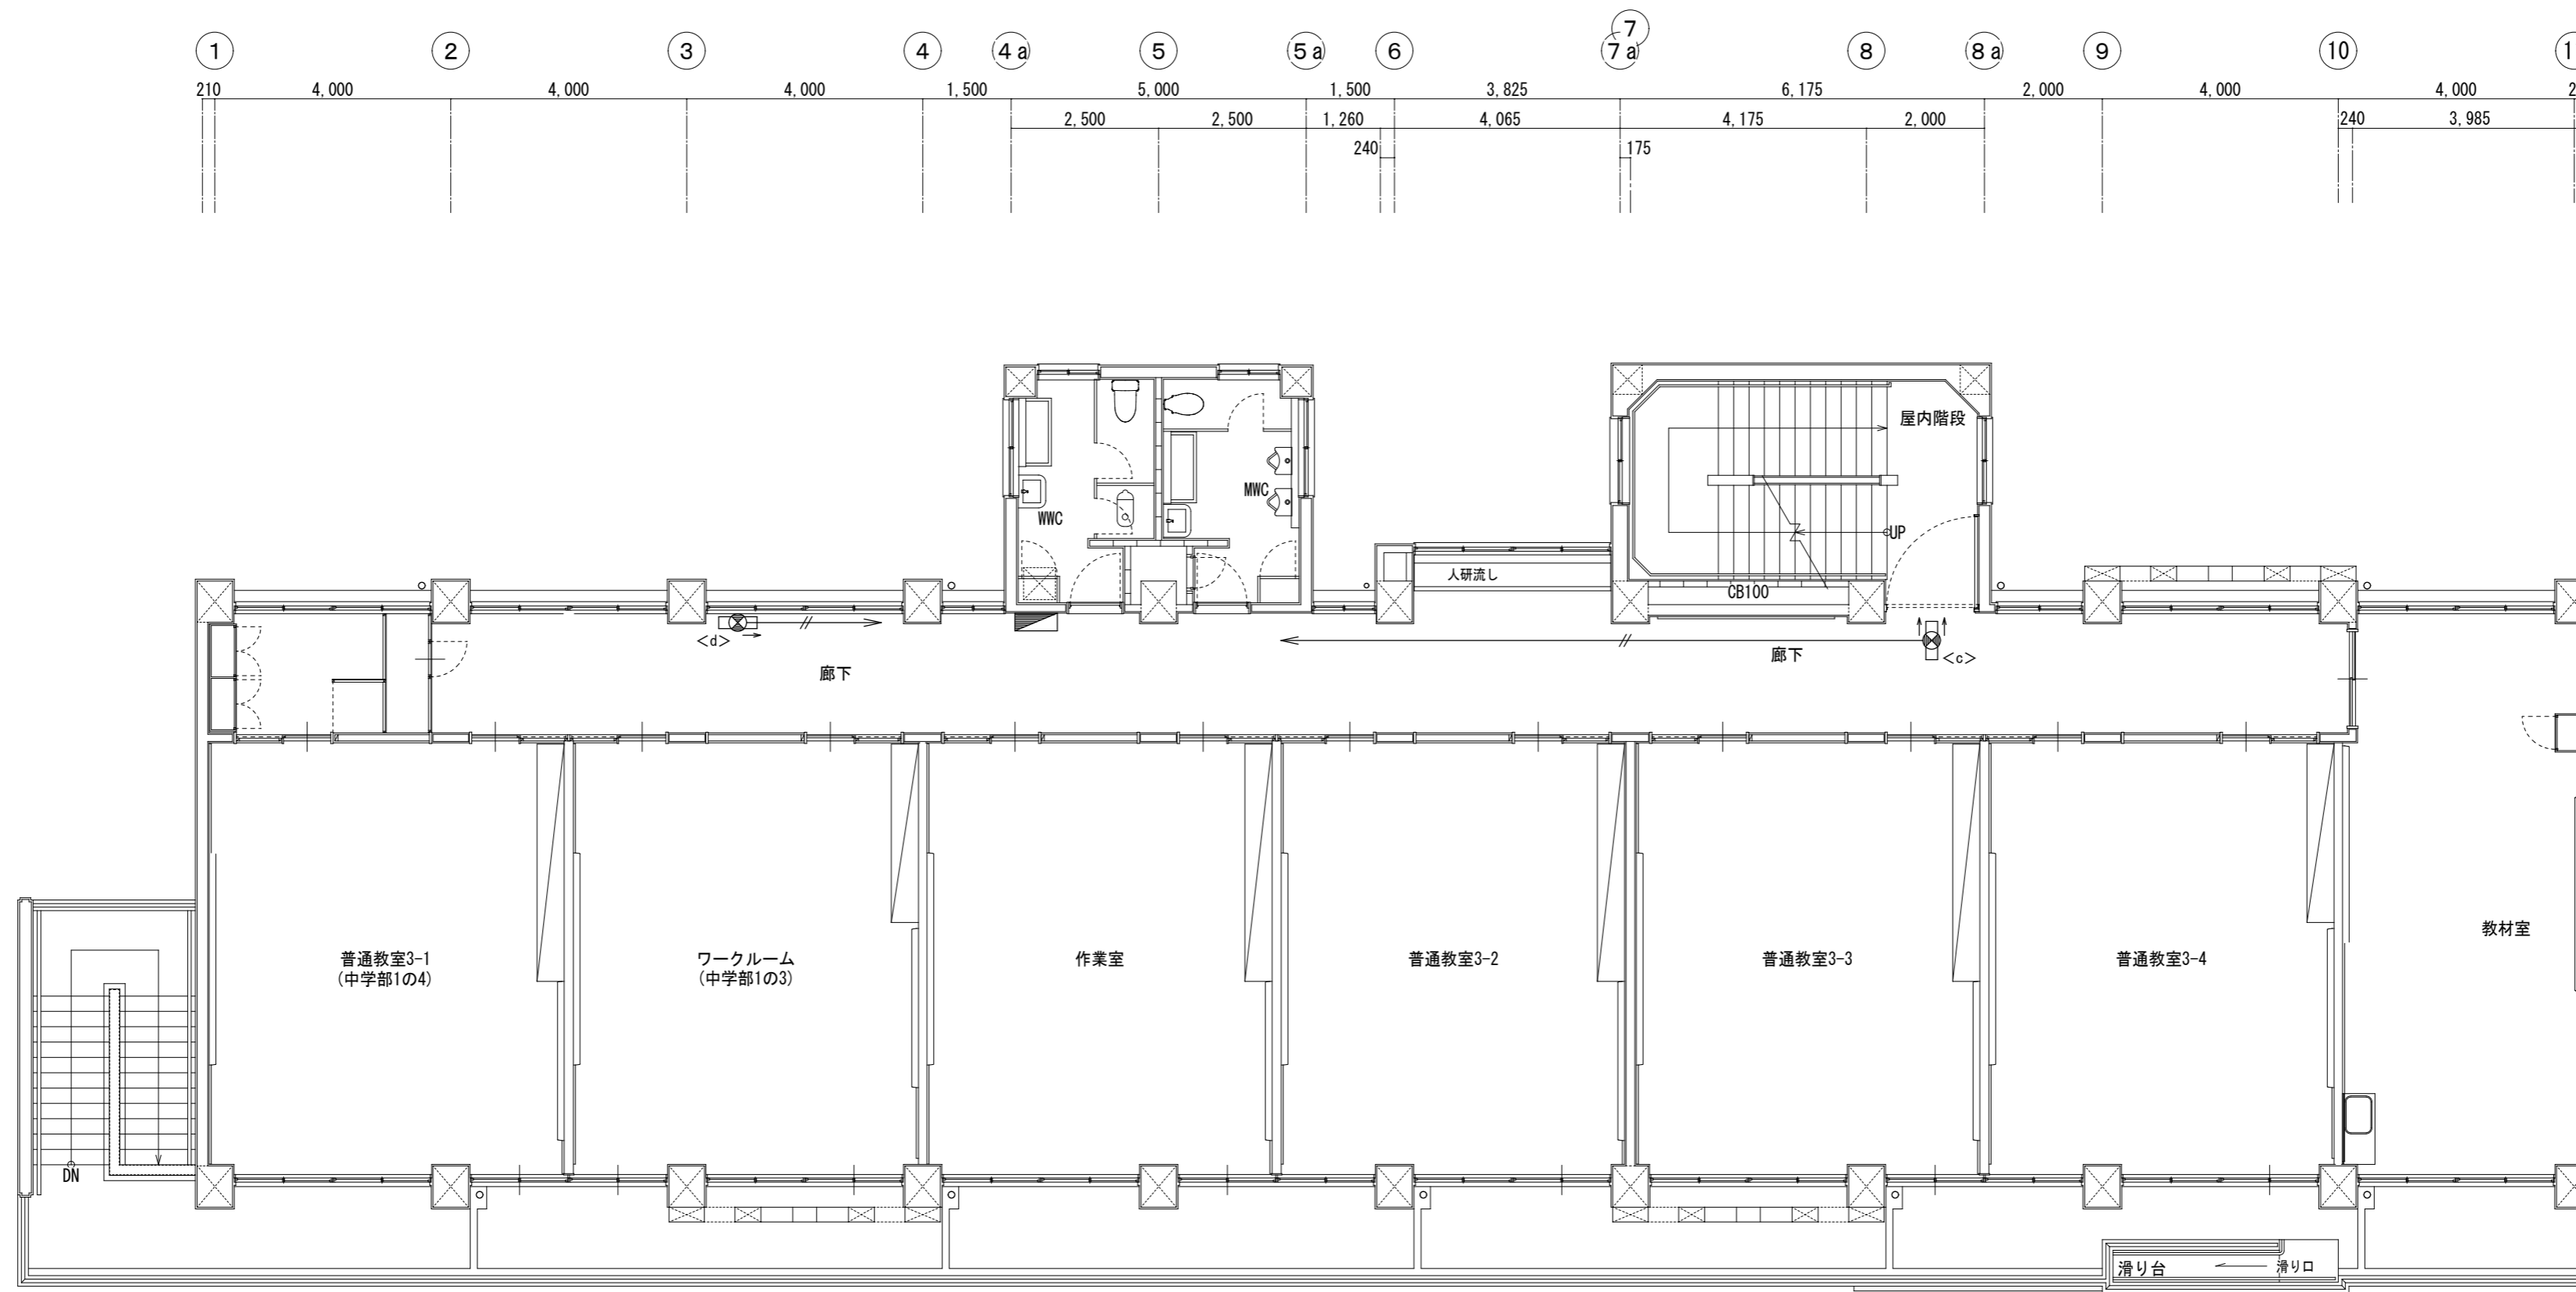 7
1 2 3 4 4a 5 5a 6 7a 8 8a 9 10
210 4,000 4,000 4,000 1,500 5,000 1,500 3,825 6,175 2,000 4,000 4,000
2,500 2,500 1,260 4,065 4,175 2,000 240 3,985
240 175
屋内階段
MWC
WWC
UP
人研流し
CB100
<d>
廊下
廊下
<c>
教材室
普通教室3-1
(中学部1の4)
ワークルーム
(中学部1の3)
作業室
普通教室3-2
普通教室3-3
普通教室3-4
DN
滑り台
滑り口